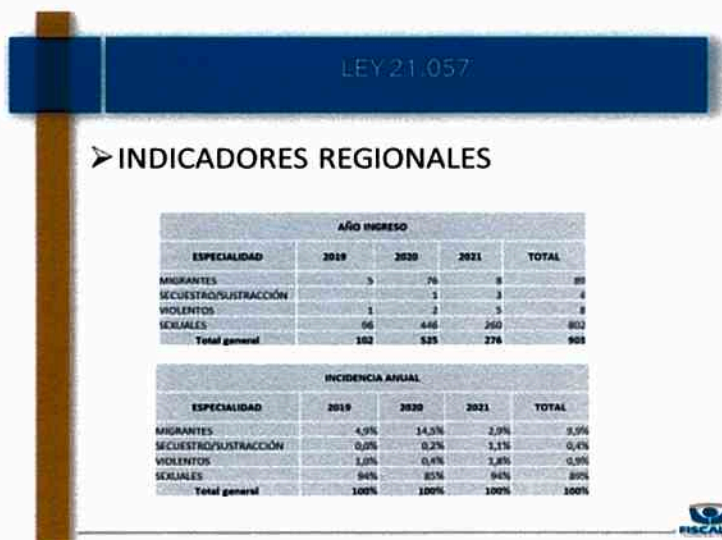 LEY 21.057
➢INDICADORES REGIONALES
AÑO INGRESO
ESPECIALIDAD 2019 2020 2021 TOTAL
MIGRANTES 5 76 8 89
SECUESTRO/SUSTRACCIÓN 1 3 4
VIOLENTOS 1 2 5 8
SEXUALES 96 446 260 802
Total general 102 525 276 903
INCIDENCIA ANUAL
ESPECIALIDAD 2019 2020 2021 TOTAL
MIGRANTES 4,9% 14,5% 2,9% 9,9%
SECUESTRO/SUSTRACCIÓN 0,0% 0,2% 1,1% 0,4%
VIOLENTOS 1,0% 0,4% 1,8% 0,9%
SEXUALES 94% 85% 94% 89%
Total general 100% 100% 100% 100%
FISCAL